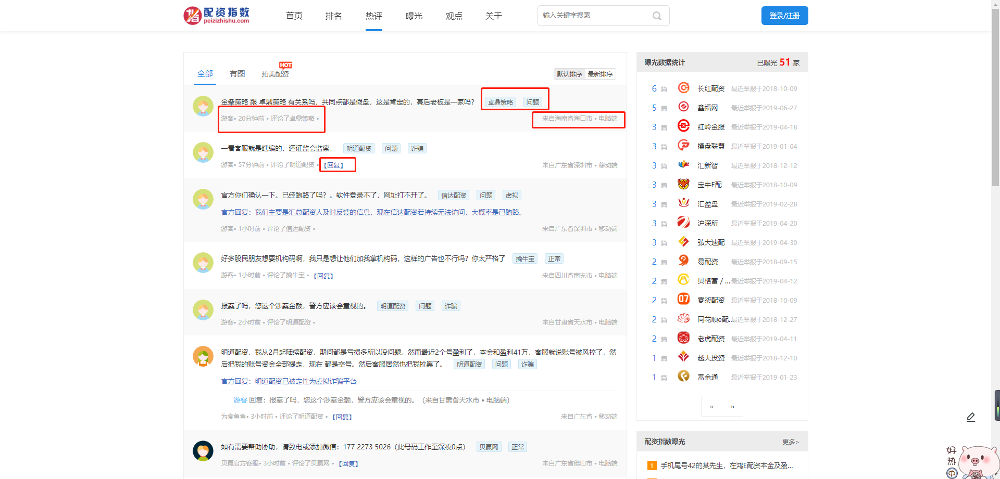 配资指数
peizizhishu.com
首页 排名 热评 曝光 观点 关于
输入关键字搜索
登录/注册
HOT
全部 有图 拓美配资
默认排序 最新排序
金夆策略 跟 卓鼎策略 有关系吗，共同点都是假盘，这是肯定的，幕后老板是一家吗？ 卓鼎策略 问题
游客• 20分钟前 • 评论了卓鼎策略 • 来自海南省海口市 • 电脑端
一看客服就是瞎编的，还证监会监察， 明道配资 问题 诈骗
游客• 57分钟前 • 评论了明道配资 • 【回复】 来自广东省深圳市 • 移动端
官方你们确认一下。已经跑路了吗？。软件登录不了，网址打不开了。 信达配资 问题 虚拟
官方回复：我们主要是汇总配资人及时反馈的信息，现在信达配资若持续无法访问，大概率是已跑路。
游客• 1小时前 • 评论了信达配资 • 来自广东省深圳市 • 移动端
好多股民朋友想要机构码啊，我只是想让他们加我拿机构码，这样的广告也不行吗？你太严格了 擒牛宝 正常
游客• 1小时前 • 评论了擒牛宝 • 【回复】 来自四川省南充市 • 电脑端
报案了吗，您这个涉案金额，警方应该会重视的。 明道配资 问题 诈骗
游客• 2小时前 • 评论了明道配资 • 来自甘肃省天水市 • 电脑端
明道配资，我从2月起陆续配资，期间都是亏损多所以没问题。然而最近2个号盈利了，本金和盈利41万，客服就说账号被风控了，然
后把我的账号资金全部提走，现在 都是空号。然后客服居然也把我拉黑了。 明道配资 问题 诈骗
官方回复：明道配资已被定性为虚拟诈骗平台
游客 回复：报案了吗，您这个涉案金额，警方应该会重视的。（来自甘肃省天水市 • 电脑端）
为食鱼鱼• 3小时前 • 评论了明道配资 • 【回复】 来自广东省 • 移动端
如有需要帮助协助，请致电或添加微信：177 2273 5026（此号码工作至深夜0点） 贝赢网 正常
贝赢官方客服• 3小时前 • 评论了贝赢网 • 【回复】 来自广东省佛山市 • 电脑端
曝光数据统计 已曝光 51 家
6 篇 长红配资 最近举报于2018-10-09
5 篇 鑫福网 最近举报于2019-06-27
3 篇 红岭金服 最近举报于2019-04-18
3 篇 操盘联盟 最近举报于2019-01-04
3 篇 汇新智 最近举报于2018-12-12
3 篇 宝牛E配 最近举报于2018-10-09
3 篇 汇盈盘 最近举报于2019-02-28
3 篇 沪深所 最近举报于2019-04-20
3 篇 弘大速配 最近举报于2019-04-30
2 篇 易配资 最近举报于2018-09-15
2 篇 贝格富 / ... 最近举报于2019-04-12
2 篇 07 零柒配资 最近举报于2018-10-09
2 篇 同花顺e配... 最近举报于2018-12-27
2 篇 老虎配资 最近举报于2019-04-11
1 篇 越大投资 最近举报于2018-12-10
1 篇 富余通 最近举报于2019-01-23
« »
配资指数曝光 更多>
1 手机尾号42的某先生，在鸿E配资本金及盈...
好
热
中